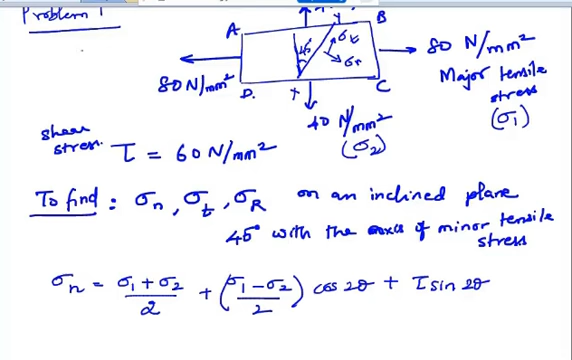 Problem 1
A
B
45
σt
σr
80 N/mm²
80 N/mm²
D.
C
Major tensile
stress
(σ1)
40 N/mm²
(σ2)
shear
stress. τ = 60 N/mm²
To find : σn, σt, σR on an inclined plane
45° with the axis of minor tensile
stress
σn = σ1 + σ2 / 2 + (σ1 - σ2 / 2) cos 2θ + τ sin 2θ